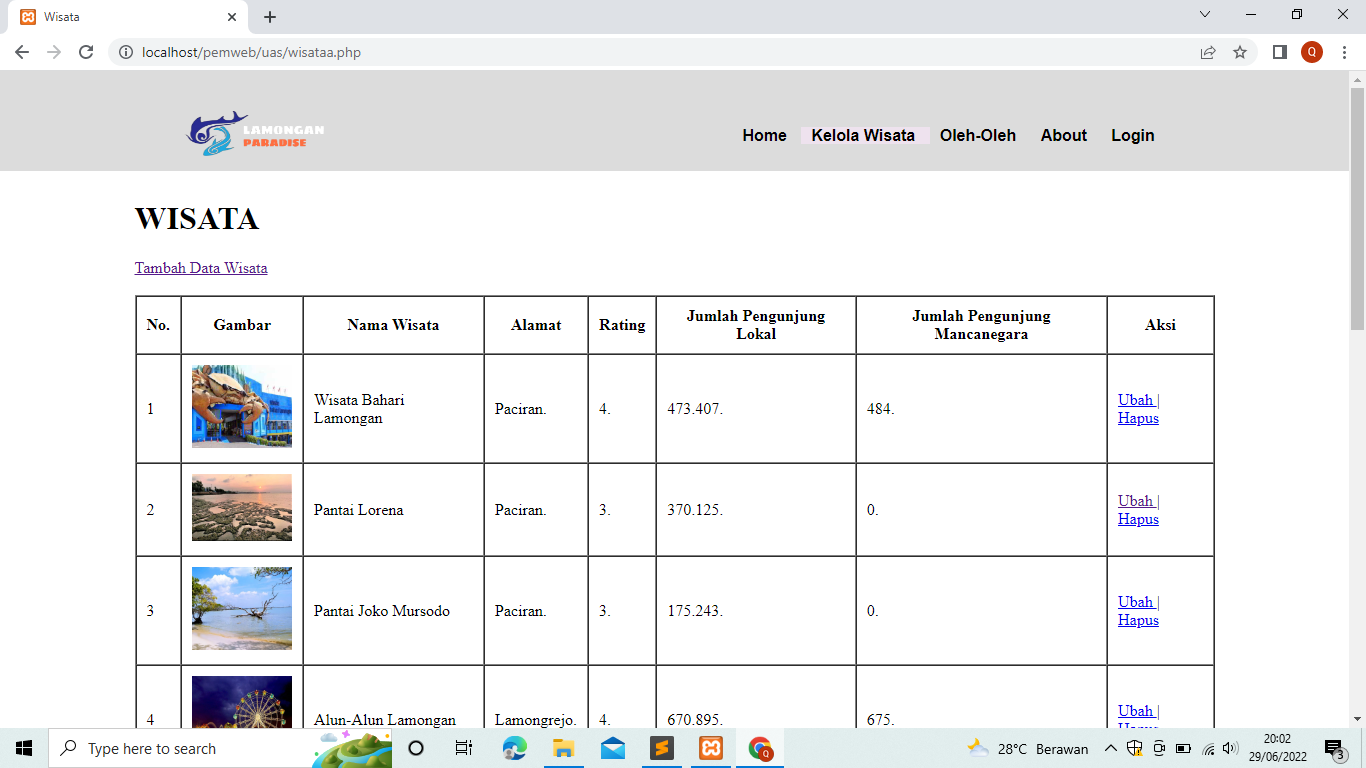 Wisata
localhost/pemweb/uas/wisataa.php
Q
LAMONGAN
PARADISE
Home Kelola Wisata Oleh-Oleh About Login
WISATA
Tambah Data Wisata
No. Gambar Nama Wisata Alamat Rating Jumlah Pengunjung Lokal Jumlah Pengunjung Mancanegara Aksi
1 Wisata Bahari Lamongan Paciran. 4. 473.407. 484. Ubah | Hapus
2 Pantai Lorena Paciran. 3. 370.125. 0. Ubah | Hapus
3 Pantai Joko Mursodo Paciran. 3. 175.243. 0. Ubah | Hapus
4 Alun-Alun Lamongan Lamongrejo. 4. 670.895. 675. Ubah | Hapus
Type here to search
Q
28°C Berawan
20:02
29/06/2022
3